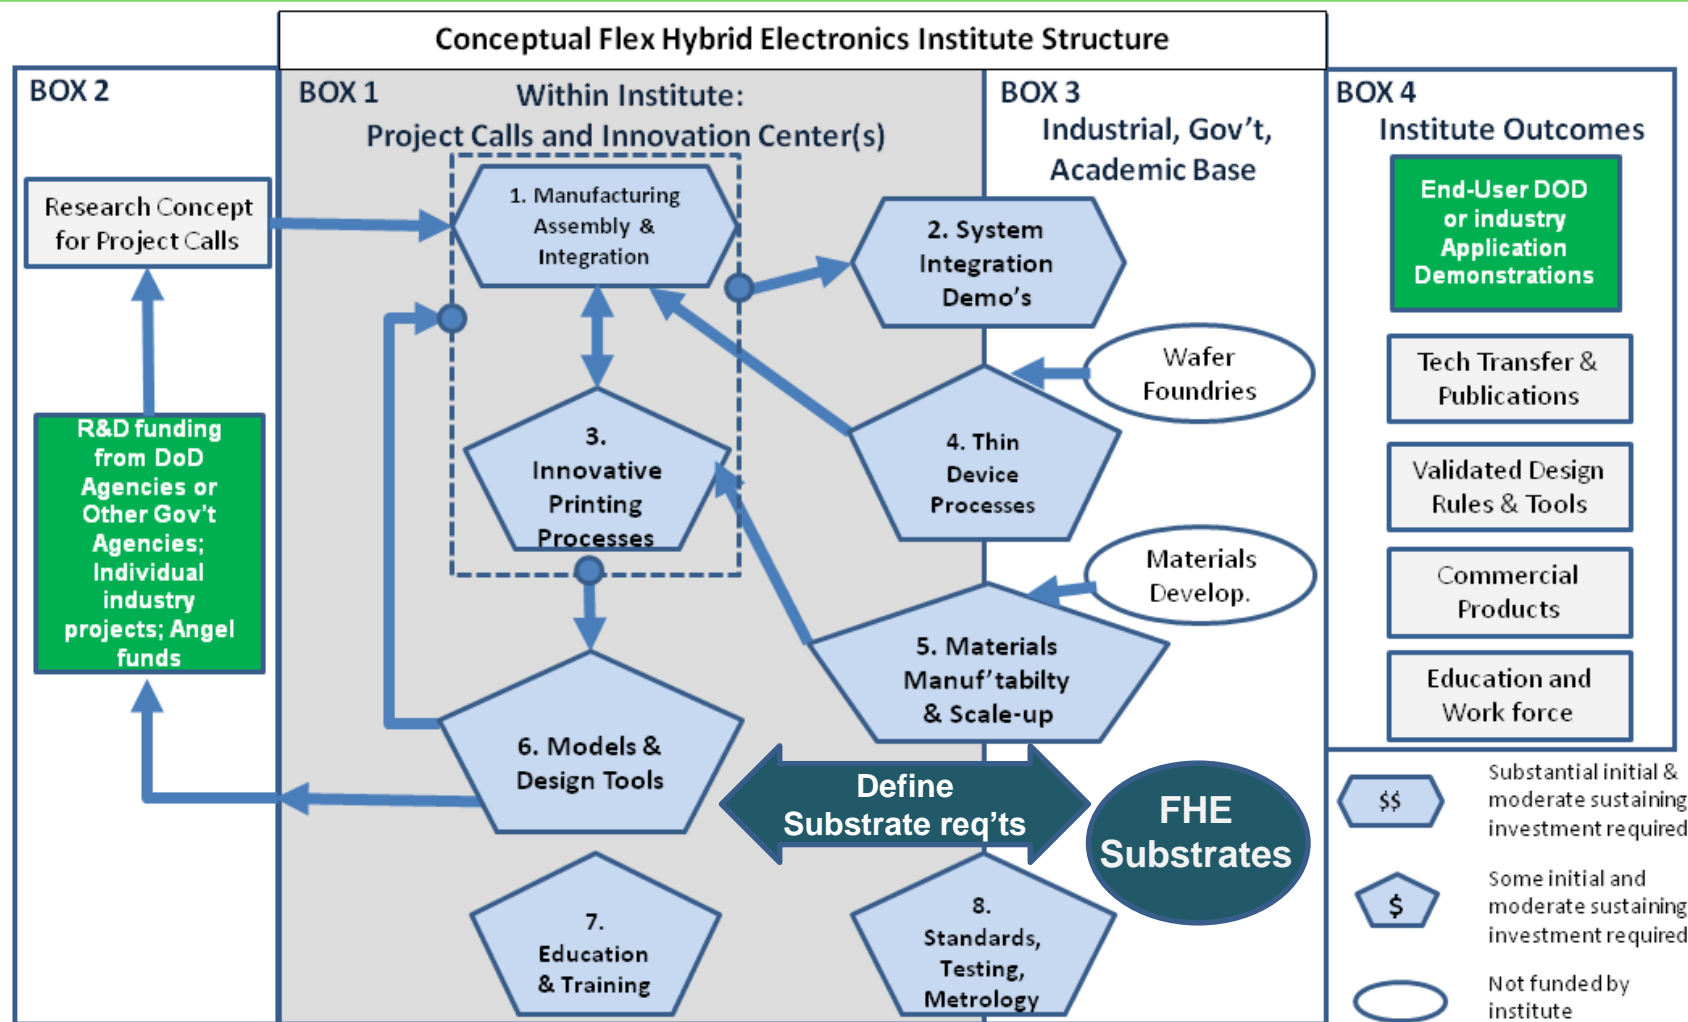 Conceptual Flex Hybrid Electronics Institute Structure
BOX 2
Research Concept
for Project Calls
R&D funding
from DoD
Agencies or
Other Gov't
Agencies;
Individual
industry
projects; Angel
funds
BOX 1
Within Institute:
Project Calls and Innovation Center(s)
1. Manufacturing
Assembly &
Integration
3.
Innovative
Printing
Processes
6. Models &
Design Tools
7.
Education
& Training
BOX 3
Industrial, Gov't,
Academic Base
2. System
Integration
Demo's
Wafer
Foundries
4. Thin
Device
Processes
Materials
Develop.
5. Materials
Manuf'tabilty
& Scale-up
Define
Substrate req'ts
FHE
Substrates
8.
Standards,
Testing,
Metrology
BOX 4
Institute Outcomes
End-User DOD
or industry
Application
Demonstrations
Tech Transfer &
Publications
Validated Design
Rules & Tools
Commercial
Products
Education and
Work force
$$
Substantial initial &
moderate sustaining
investment required
$
Some initial and
moderate sustaining
investment required
Not funded by
institute